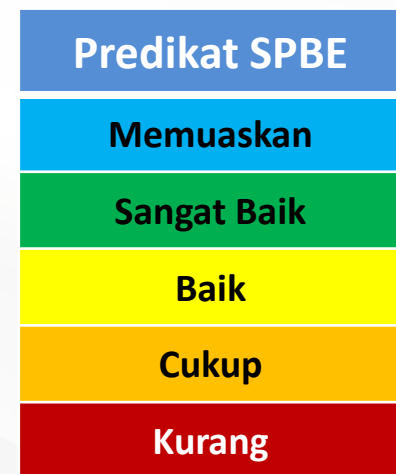 Predikat SPBE
Memuaskan
Sangat Baik
Baik
Cukup
Kurang